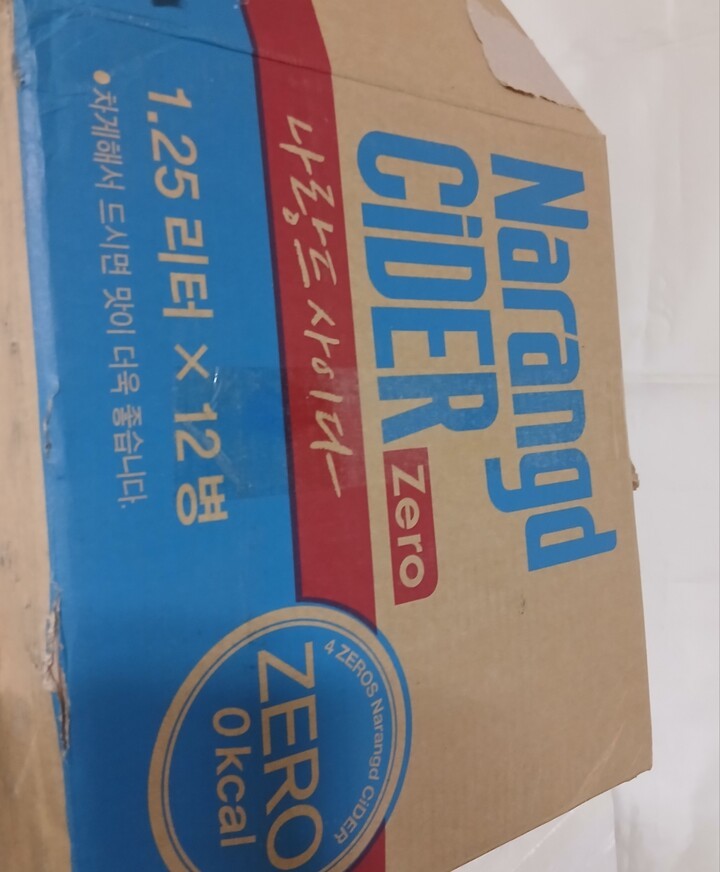 Narangd
CiDER Zero
나랑드 사이다
1.25 리터 × 12 병
● 차게해서 드시면 맛이 더욱 좋습니다.
4 ZEROS Narangd CiDER
ZERO
0 kcal